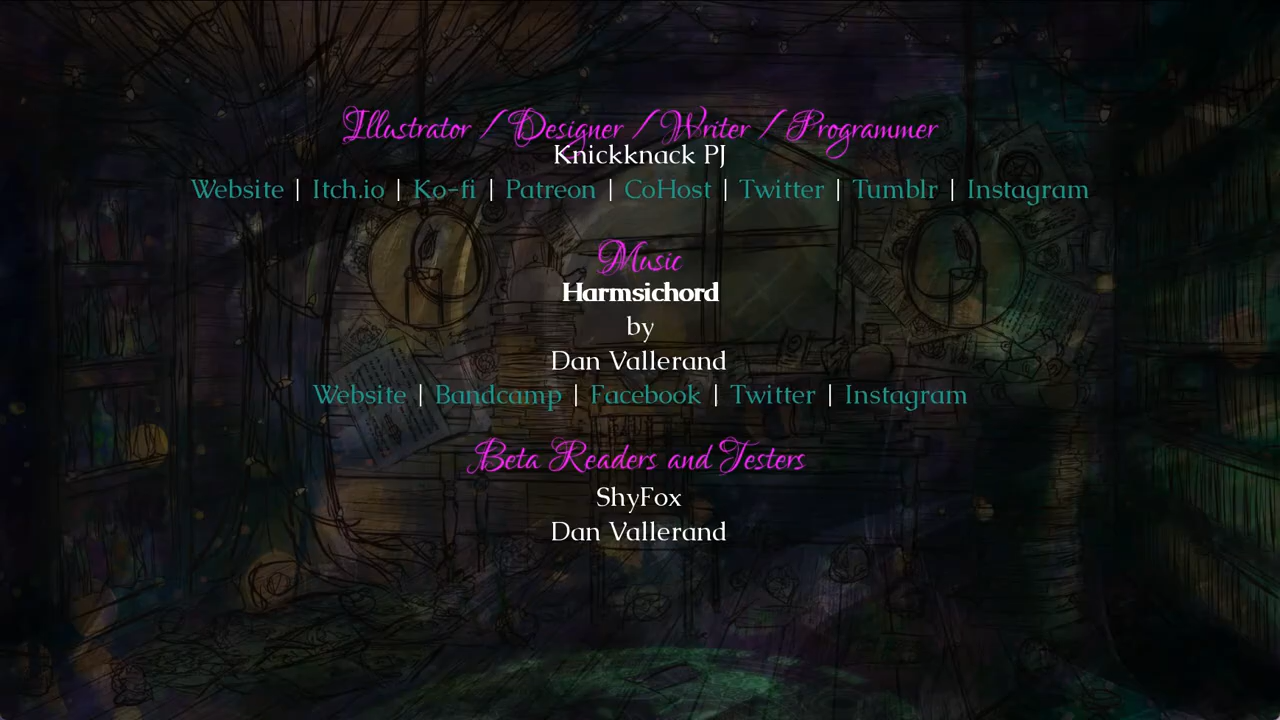 Illustrator / Designer / Writer / Programmer
Knickknack PJ
Website | Itch.io | Ko-fi | Patreon | CoHost | Twitter | Tumblr | Instagram
Music
Harmsichord
by
Dan Vallerand
Website | Bandcamp | Facebook | Twitter | Instagram
Beta Readers and Testers
ShyFox
Dan Vallerand